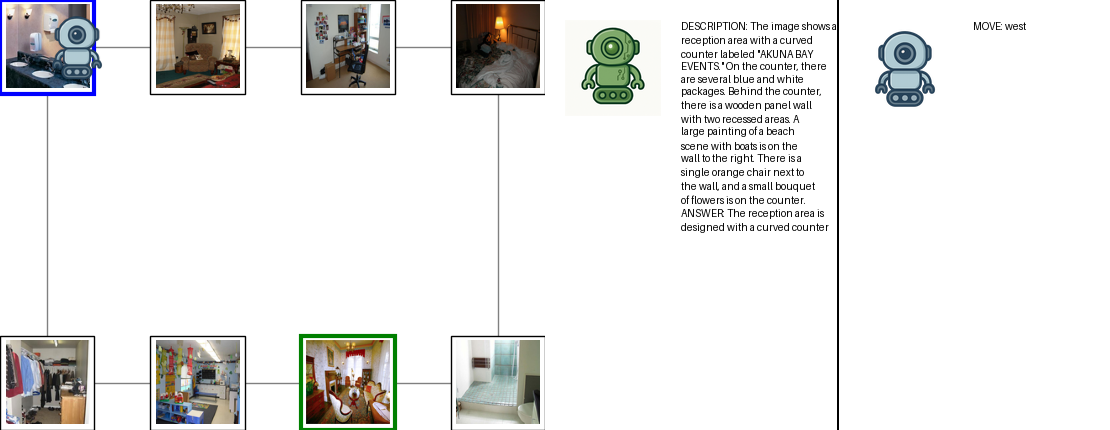 DESCRIPTION: The image shows a
reception area with a curved
counter labeled "AKUNA BAY
EVENTS." On the counter, there
are several blue and white
packages. Behind the counter,
there is a wooden panel wall
with two recessed areas. A
large painting of a beach
scene with boats is on the
wall to the right. There is a
single orange chair next to
the wall, and a small bouquet
of flowers is on the counter.
ANSWER: The reception area is
designed with a curved counter
MOVE: west